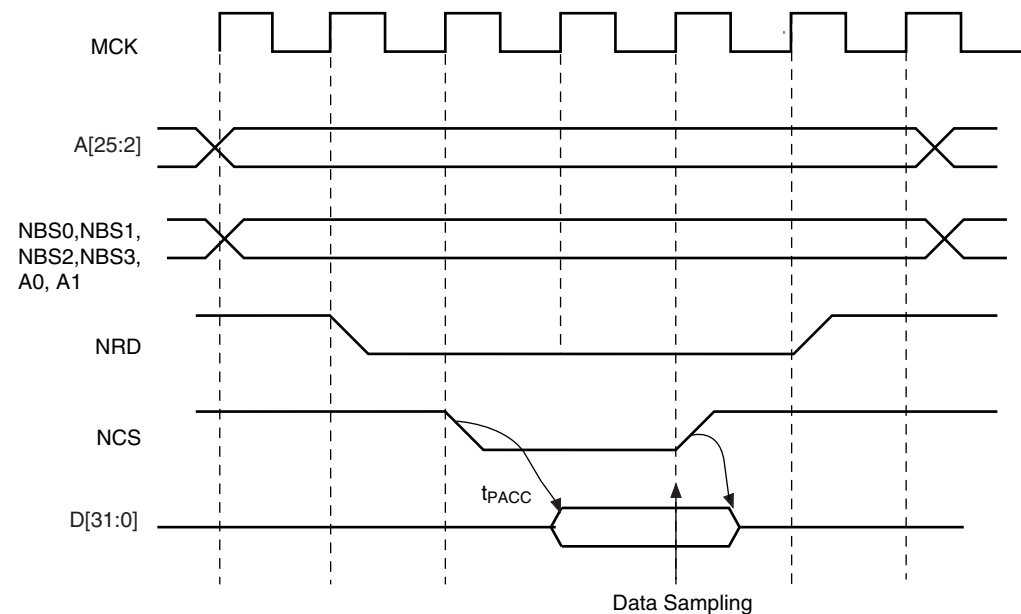 MCK
A[25:2]
NBS0,NBS1,
NBS2,NBS3,
A0, A1
NRD
NCS
tPACC
D[31:0]
Data Sampling